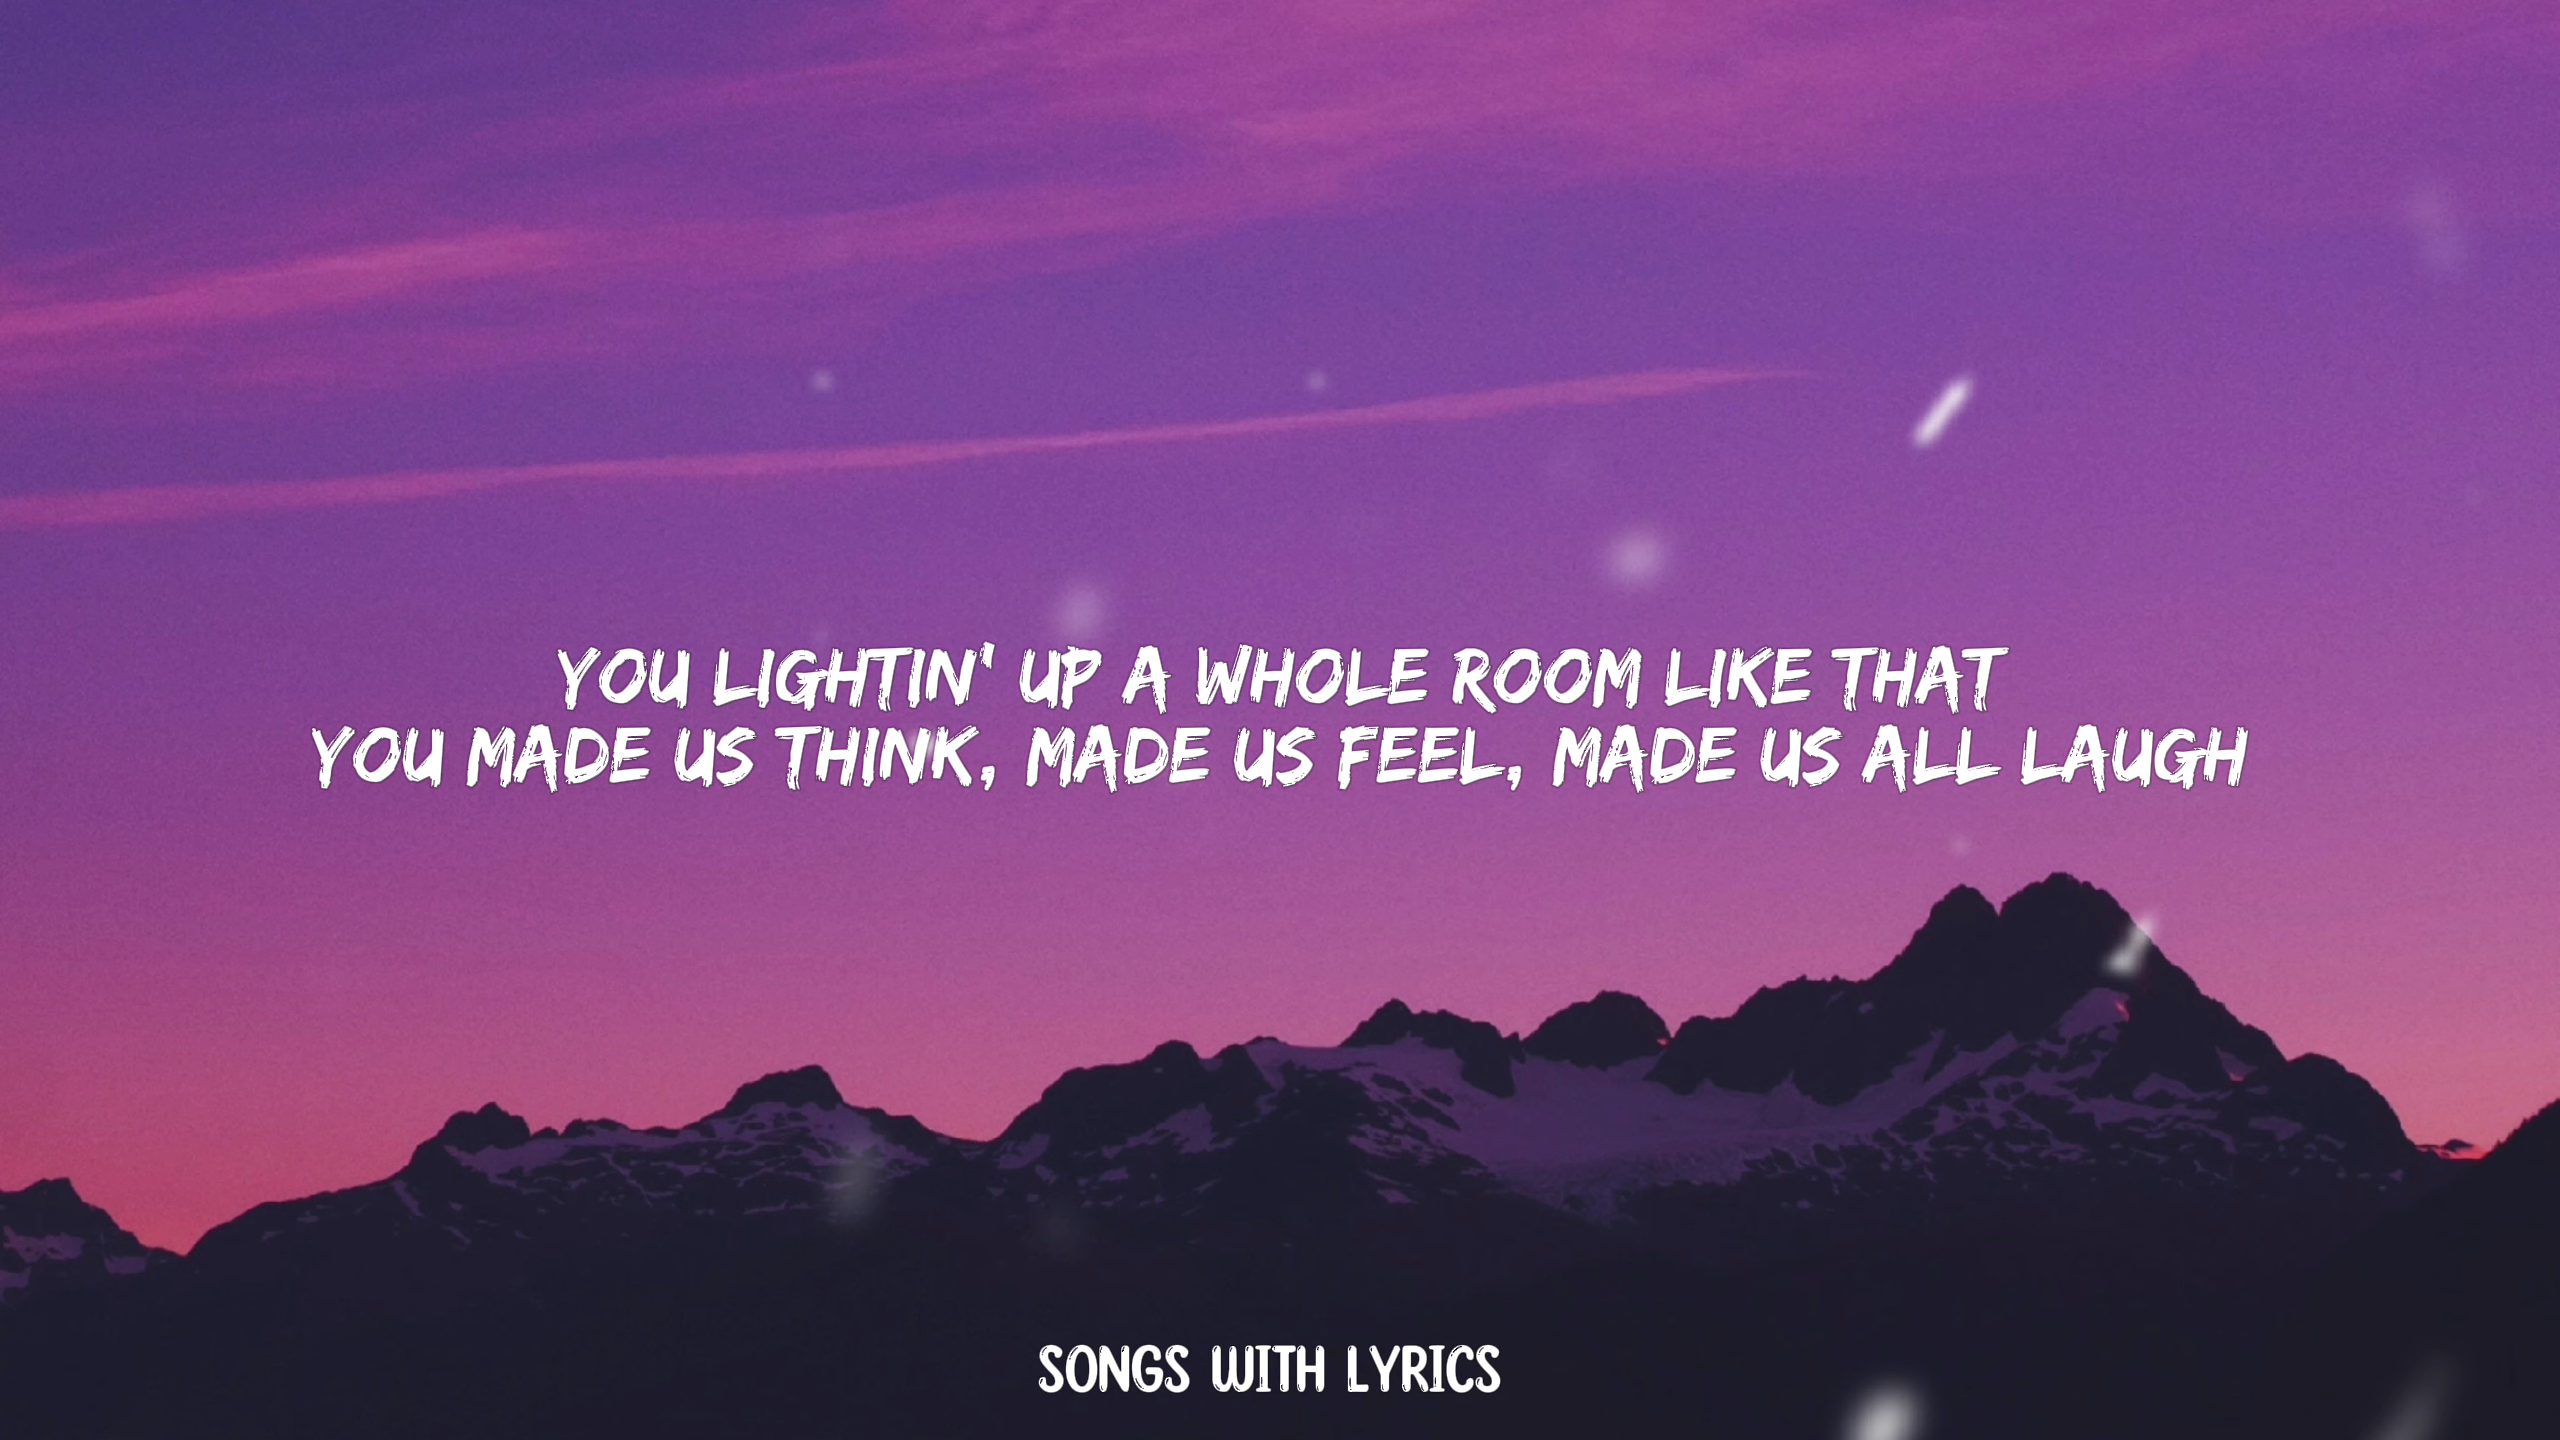 YOU LIGHTIN' UP A WHOLE ROOM LIKE THAT
YOU MADE US THINK, MADE US FEEL, MADE US ALL LAUGH
SONGS WITH LYRICS